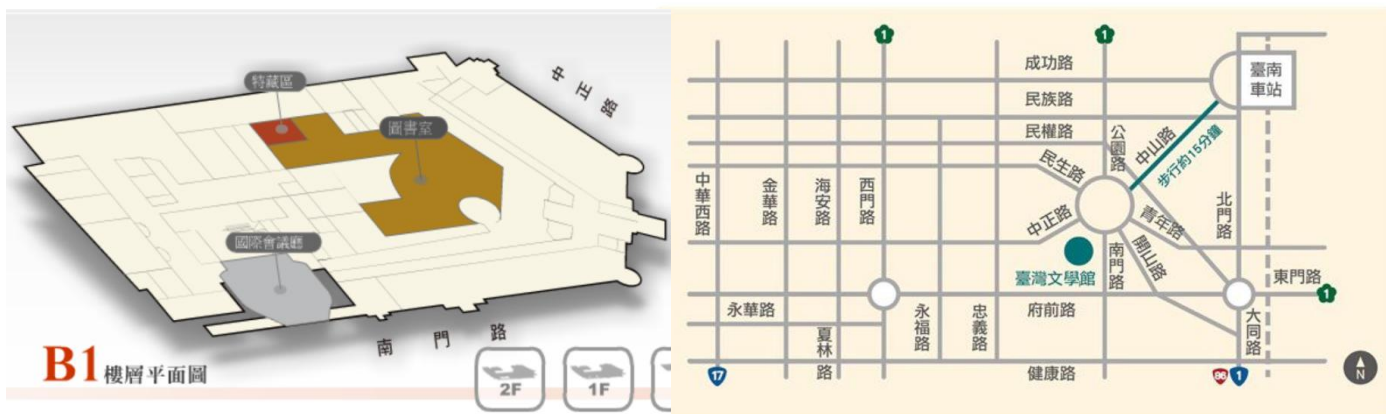 特藏區
圖書室
國際會議廳
中正路
南門路
B1樓層平面圖
2F
1F
1
1
成功路
臺南
車站
民族路
民權路
公園路
中山路
步行約15分鐘
民生路
中華西路
金華路
海安路
西門路
北門路
中正路
青年路
開山路
南門路
臺灣文學館
東門路
1
永華路
府前路
夏林路
永福路
忠義路
大同路
健康路
17
86
1
N